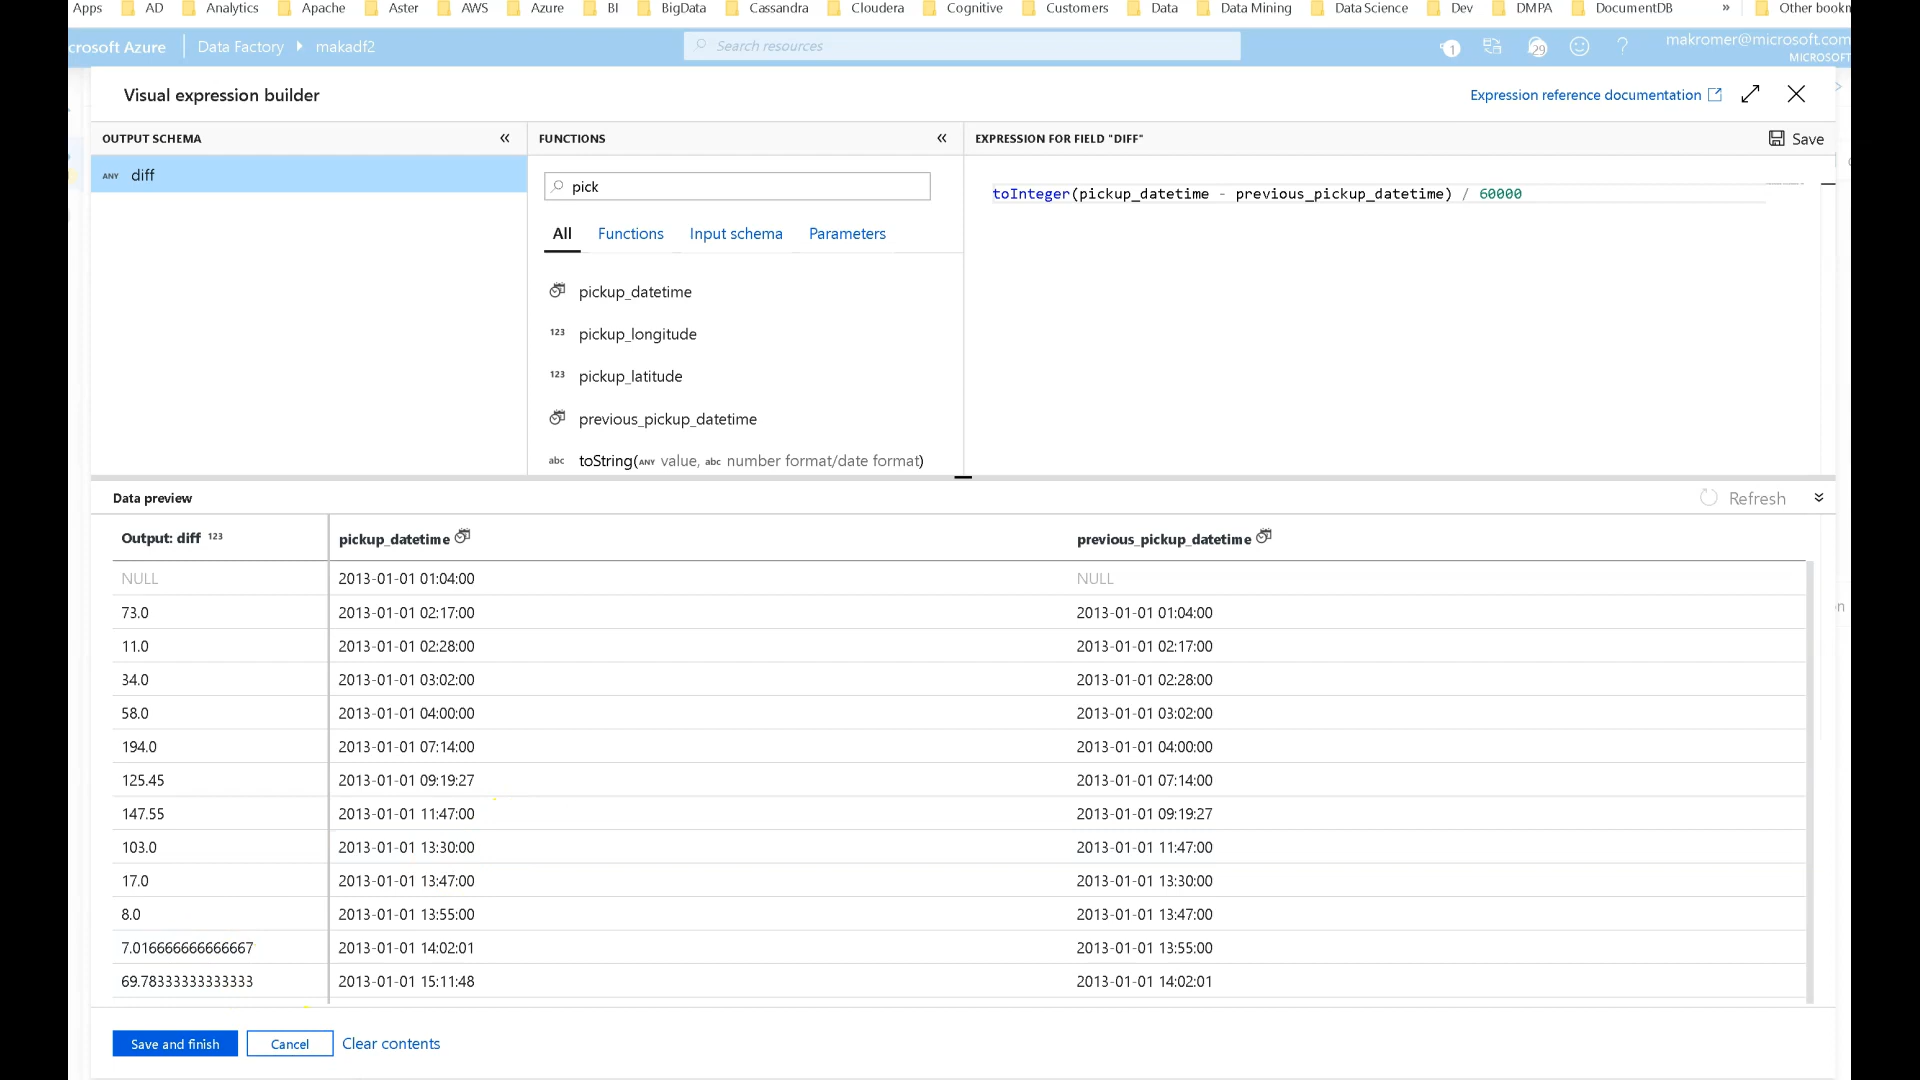 Apps AD Analytics Apache Aster AWS Azure BI BigData Cassandra Cloudera Cognitive Customers Data Data Mining Data Science Dev DMPA DocumentDB » Other bookn
crosoft Azure Data Factory makadf2 Search resources 1 29 ? makromer@microsoft.com
MICROSOFT
Visual expression builder Expression reference documentation
OUTPUT SCHEMA « FUNCTIONS « EXPRESSION FOR FIELD "DIFF" Save
ANY diff
pick
toInteger(pickup_datetime - previous_pickup_datetime) / 60000
All Functions Input schema Parameters
pickup_datetime
123 pickup_longitude
123 pickup_latitude
previous_pickup_datetime
abc toString(ANY value, abc number format/date format)
Data preview Refresh
Output: diff 123 pickup_datetime previous_pickup_datetime
NULL 2013-01-01 01:04:00 NULL
73.0 2013-01-01 02:17:00 2013-01-01 01:04:00
11.0 2013-01-01 02:28:00 2013-01-01 02:17:00
34.0 2013-01-01 03:02:00 2013-01-01 02:28:00
58.0 2013-01-01 04:00:00 2013-01-01 03:02:00
194.0 2013-01-01 07:14:00 2013-01-01 04:00:00
125.45 2013-01-01 09:19:27 2013-01-01 07:14:00
147.55 2013-01-01 11:47:00 2013-01-01 09:19:27
103.0 2013-01-01 13:30:00 2013-01-01 11:47:00
17.0 2013-01-01 13:47:00 2013-01-01 13:30:00
8.0 2013-01-01 13:55:00 2013-01-01 13:47:00
7.016666666666667 2013-01-01 14:02:01 2013-01-01 13:55:00
69.78333333333333 2013-01-01 15:11:48 2013-01-01 14:02:01
Save and finish Cancel Clear contents